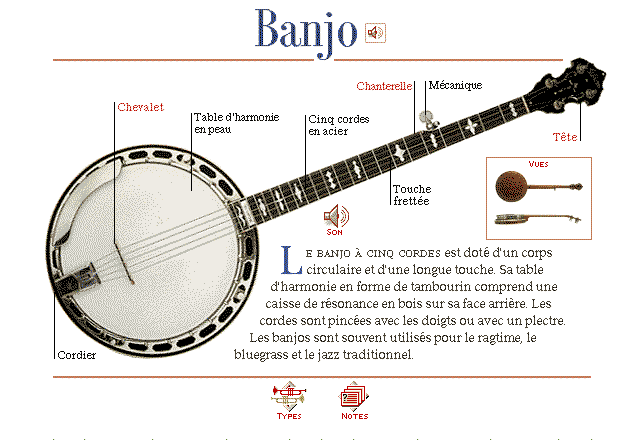 Banjo
Chanterelle
Mécanique
Chevalet
Table d'harmonie
en peau
Cinq cordes
en acier
Tête
Vues
Touche
frettée
Son
LE BANJO À CINQ CORDES est doté d'un corps
circulaire et d'une longue touche. Sa table
d'harmonie en forme de tambourin comprend une
caisse de résonance en bois sur sa face arrière. Les
cordes sont pincées avec les doigts ou avec un plectre.
Les banjos sont souvent utilisés pour le ragtime, le
bluegrass et le jazz traditionnel.
Cordier
Types
Notes